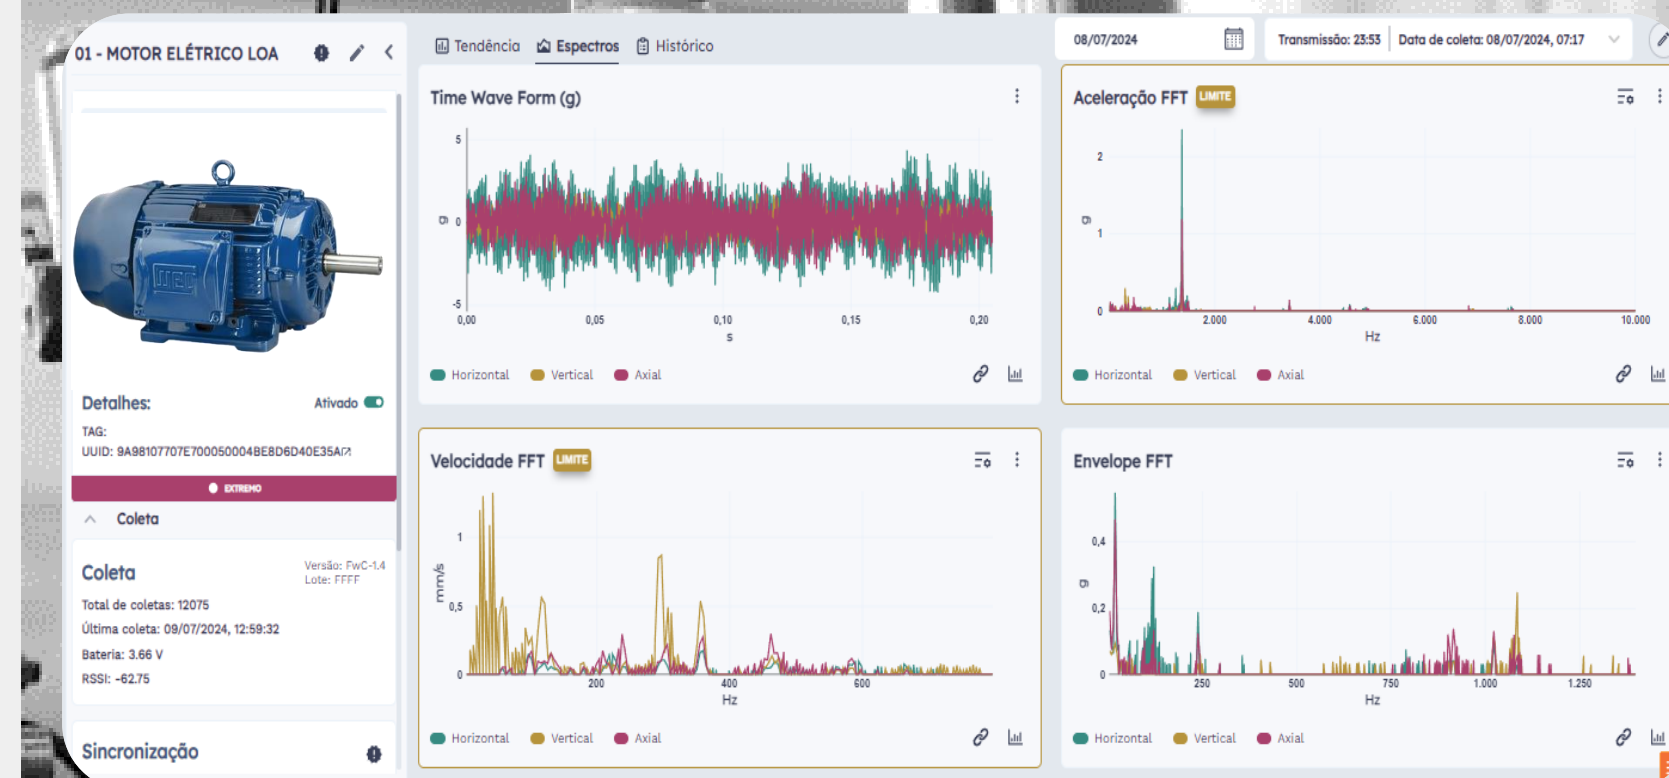 01 - MOTOR ELÉTRICO LOA
Tendência Espectros Histórico
08/07/2024
Transmissão: 23:53 Data de coleta: 08/07/2024, 07:17
Time Wave Form (g)
5
0
-5
g
0,00 0,05 0,10 0,15 0,20
s
Horizontal Vertical Axial
Aceleração FFT LIMITE
2
1
0
g
2.000 4.000 6.000 8.000 10.000
Hz
Horizontal Vertical Axial
WEG
Detalhes: Ativado
TAG:
UUID: 9A98107707E700050004BE8D6D40E35A
EXTREMO
Coleta
Coleta
Versão: FwC-1.4
Lote: FFFF
Total de coletas: 12075
Última coleta: 09/07/2024, 12:59:32
Bateria: 3.66 V
RSSI: -62.75
Sincronização
Velocidade FFT LIMITE
1
0,5
0
mm/s
200 400 600
Hz
Horizontal Vertical Axial
Envelope FFT
0,4
0,2
0
g
250 500 750 1.000 1.250
Hz
Horizontal Vertical Axial